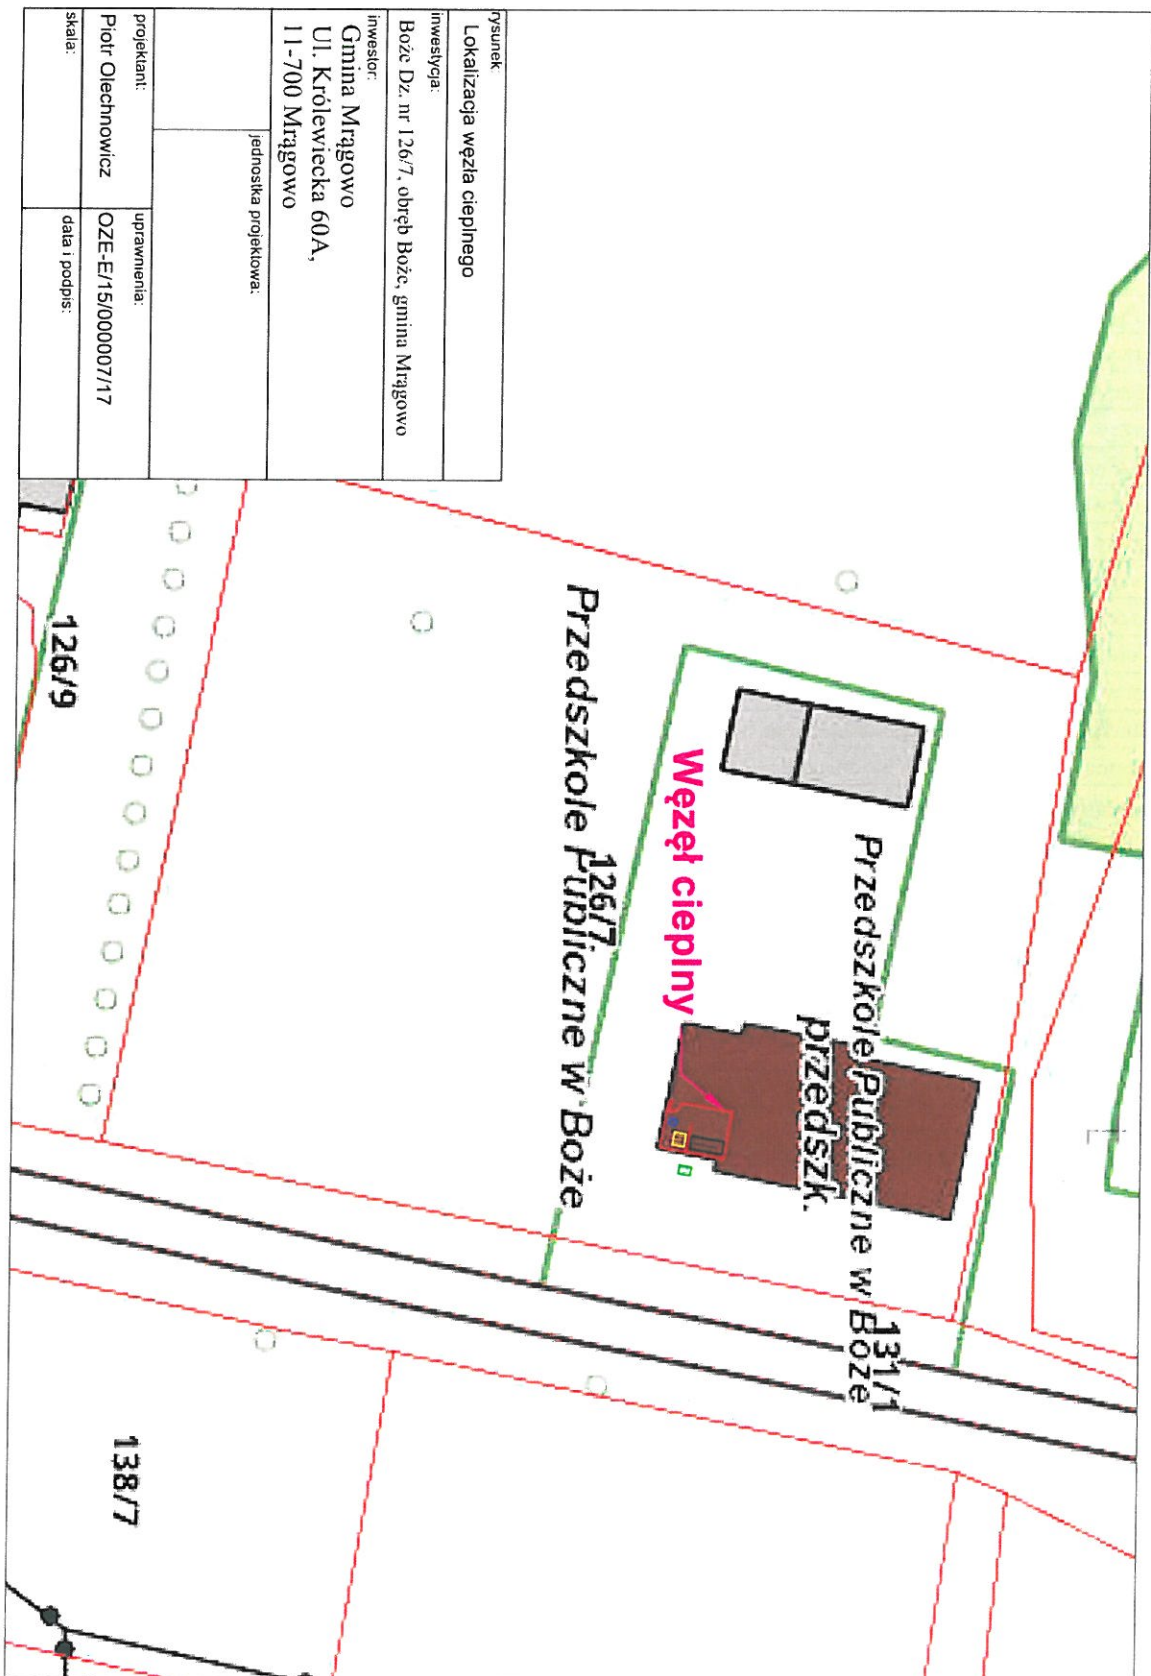 rysunek:
Lokalizacja węzła cieplnego
inwestycja:
Boże Dz. nr 126/7, obręb Boże, gmina Mrągowo
inwestor:
Gmina Mrągowo
Ul. Królewiecka 60A,
11-700 Mrągowo
jednostka projektowa:
projektant:
Piotr Olechnowicz
uprawnienia:
OZE-E/15/000007/17
skala:
data i podpis:
Przedszkole Publiczne w Boże
przedszk.
131/1
Węzeł cieplny
126/7
Przedszkole Publiczne w Boże
126/9
138/7